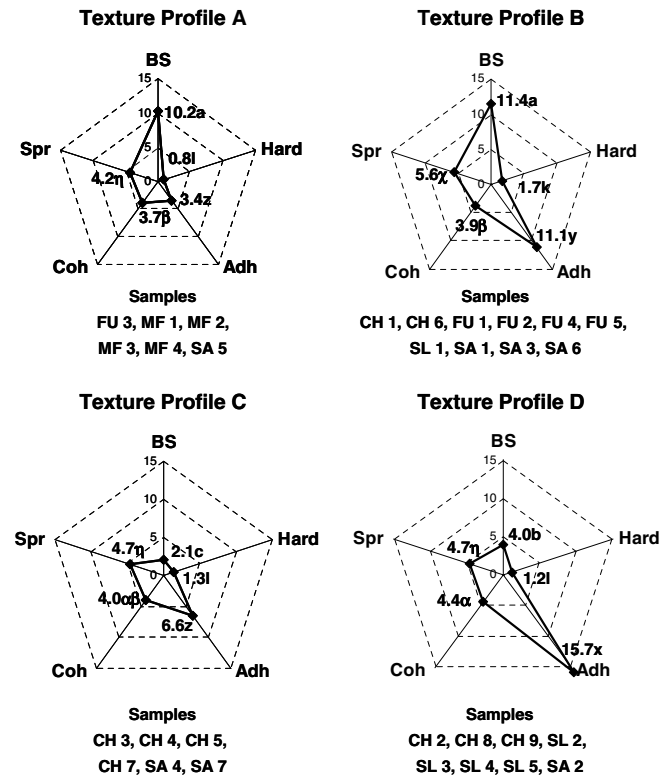 Texture Profile A
BS
15
10
5
0
10.2a
Hard
0.8l
Adh
3.4z
Coh
3.7β
Spr
4.2η
Samples
FU 3, MF 1, MF 2,
MF 3, MF 4, SA 5
Texture Profile B
BS
15
10
5
0
11.4a
Hard
1.7k
Adh
11.1y
Coh
3.9β
Spr
5.6χ
Samples
CH 1, CH 6, FU 1, FU 2, FU 4, FU 5,
SL 1, SA 1, SA 3, SA 6
Texture Profile C
BS
15
10
5
0
2.1c
Hard
1.3l
Adh
6.6z
Coh
4.0αβ
Spr
4.7η
Samples
CH 3, CH 4, CH 5,
CH 7, SA 4, SA 7
Texture Profile D
BS
15
10
5
0
4.0b
Hard
1.2l
Adh
15.7x
Coh
4.4α
Spr
4.7η
Samples
CH 2, CH 8, CH 9, SL 2,
SL 3, SL 4, SL 5, SA 2